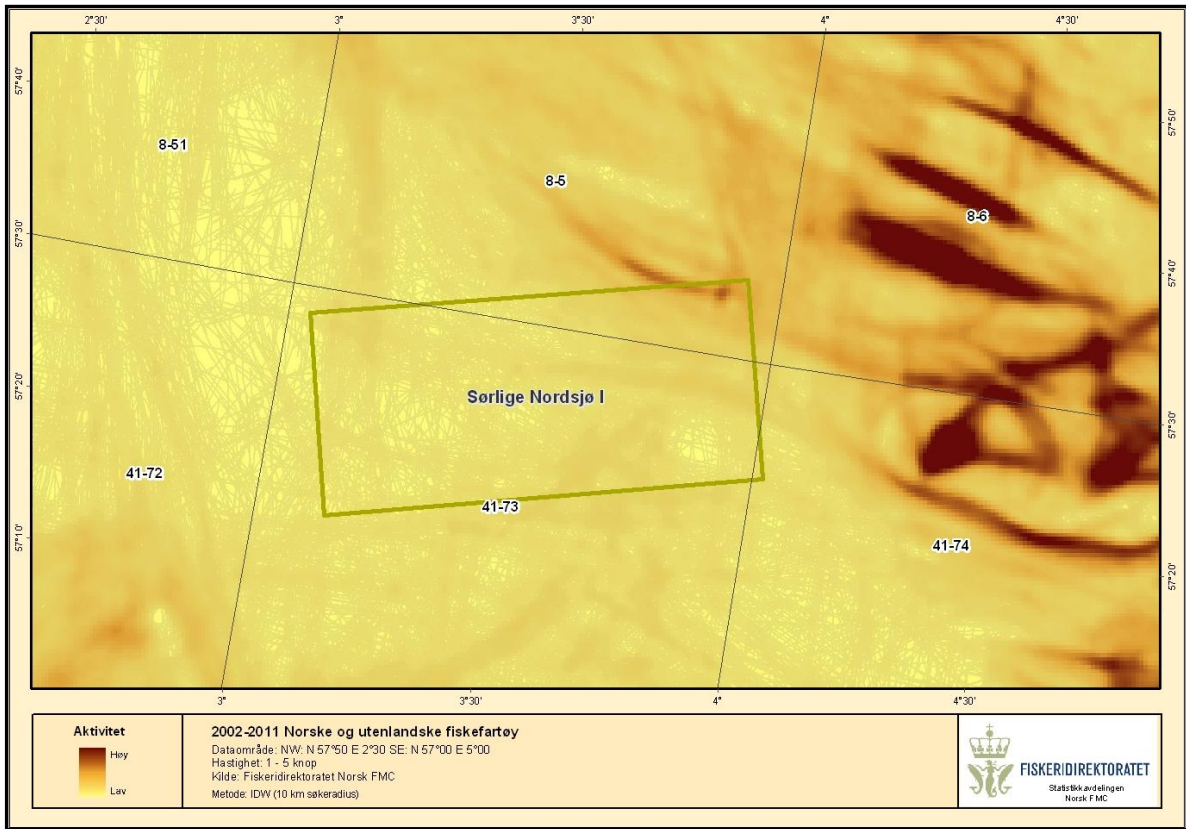 2°30' 3° 3°30' 4° 4°30'
57°40'
57°50'
8-51
8-5
8-6
57°30'
57°40'
Sørlige Nordsjø I
57°20'
57°30'
41-72
41-73
57°10'
41-74
57°20'
3° 3°30' 4° 4°30'
Aktivitet
Høy
Lav
2002-2011 Norske og utenlandske fiskefartøy
Dataområde: NW: N 57°50 E 2°30 SE: N 57°00 E 5°00
Hastighet: 1 - 5 knop
Kilde: Fiskeridirektoratet Norsk FMC
Metode: IDW (10 km søkeradius)
FISKERIDIREKTORATET
Statistikkavdelingen
Norsk FMC